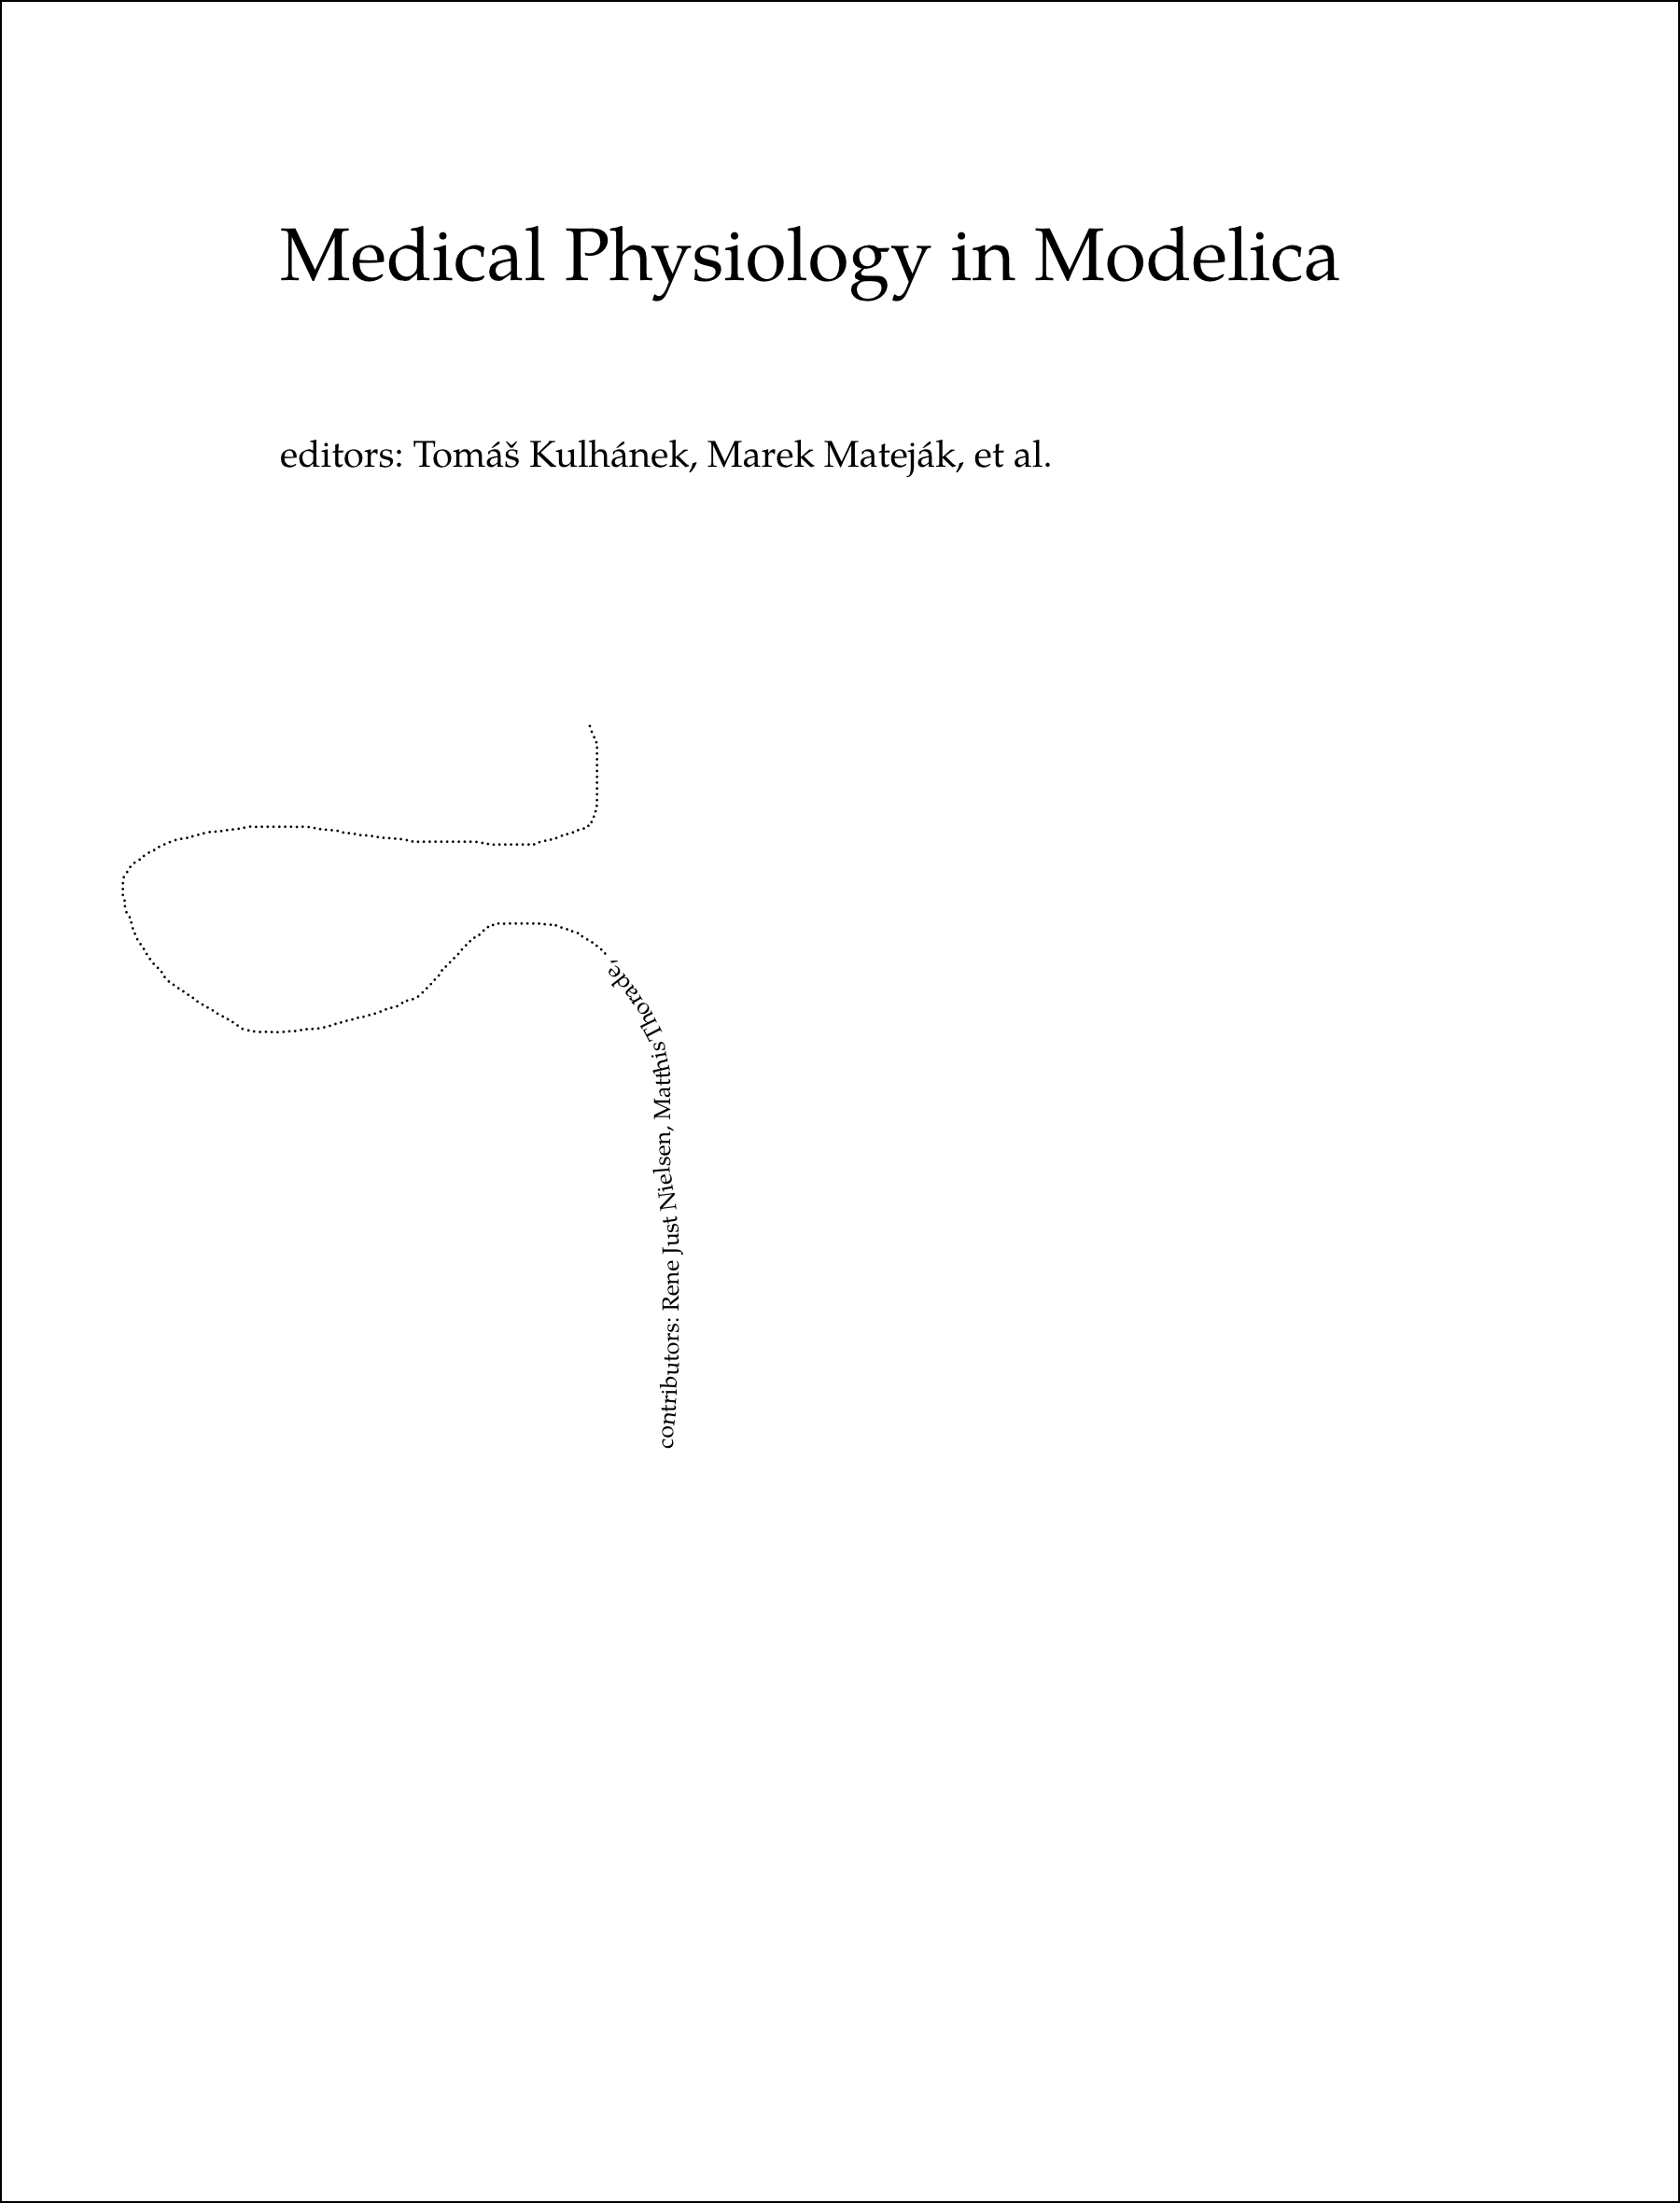 Medical Physiology in Modelica
editors: Tomáš Kulhánek, Marek Mateják, et al.
contributors: Rene Just Nielsen, Matthis Thorade,